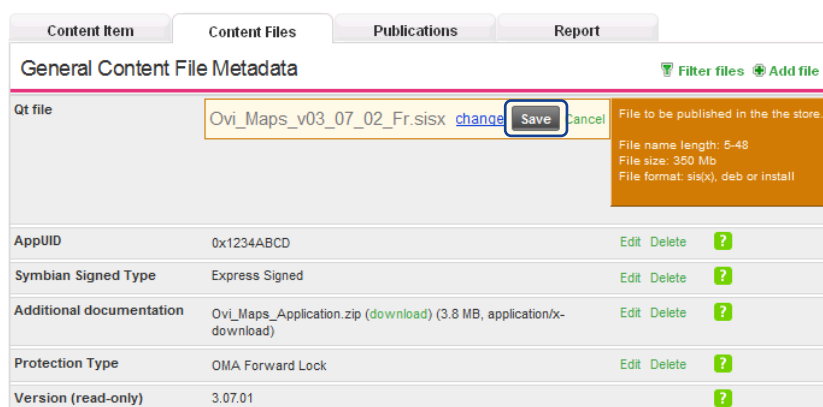 Content Item Content Files Publications Report
General Content File Metadata Filter files Add file
Qt file
Ovi_Maps_v03_07_02_Fr.sisx change Save Cancel
File to be published in the the store.
File name length: 5-48
File size: 350 Mb
File format: sis(x), deb or install
AppUID 0x1234ABCD Edit Delete ?
Symbian Signed Type Express Signed Edit Delete ?
Additional documentation Ovi_Maps_Application.zip (download) (3.8 MB, application/x- Edit Delete ?
download)
Protection Type OMA Forward Lock Edit Delete ?
Version (read-only) 3.07.01 ?